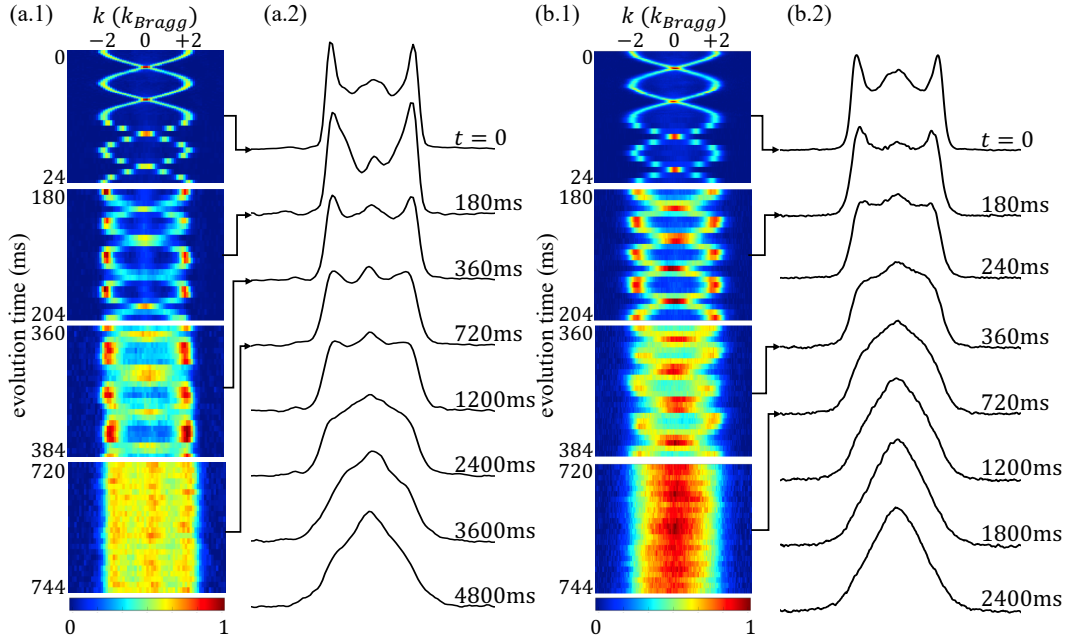 (a.1)
k (k_Bragg)
−2 0 +2
(a.2)
(b.1)
k (k_Bragg)
−2 0 +2
(b.2)
evolution time (ms)
0
24
180
204
360
384
720
744
0 1
t = 0
180ms
360ms
720ms
1200ms
2400ms
3600ms
4800ms
evolution time (ms)
0
24
180
204
360
384
720
744
0 1
t = 0
180ms
240ms
360ms
720ms
1200ms
1800ms
2400ms